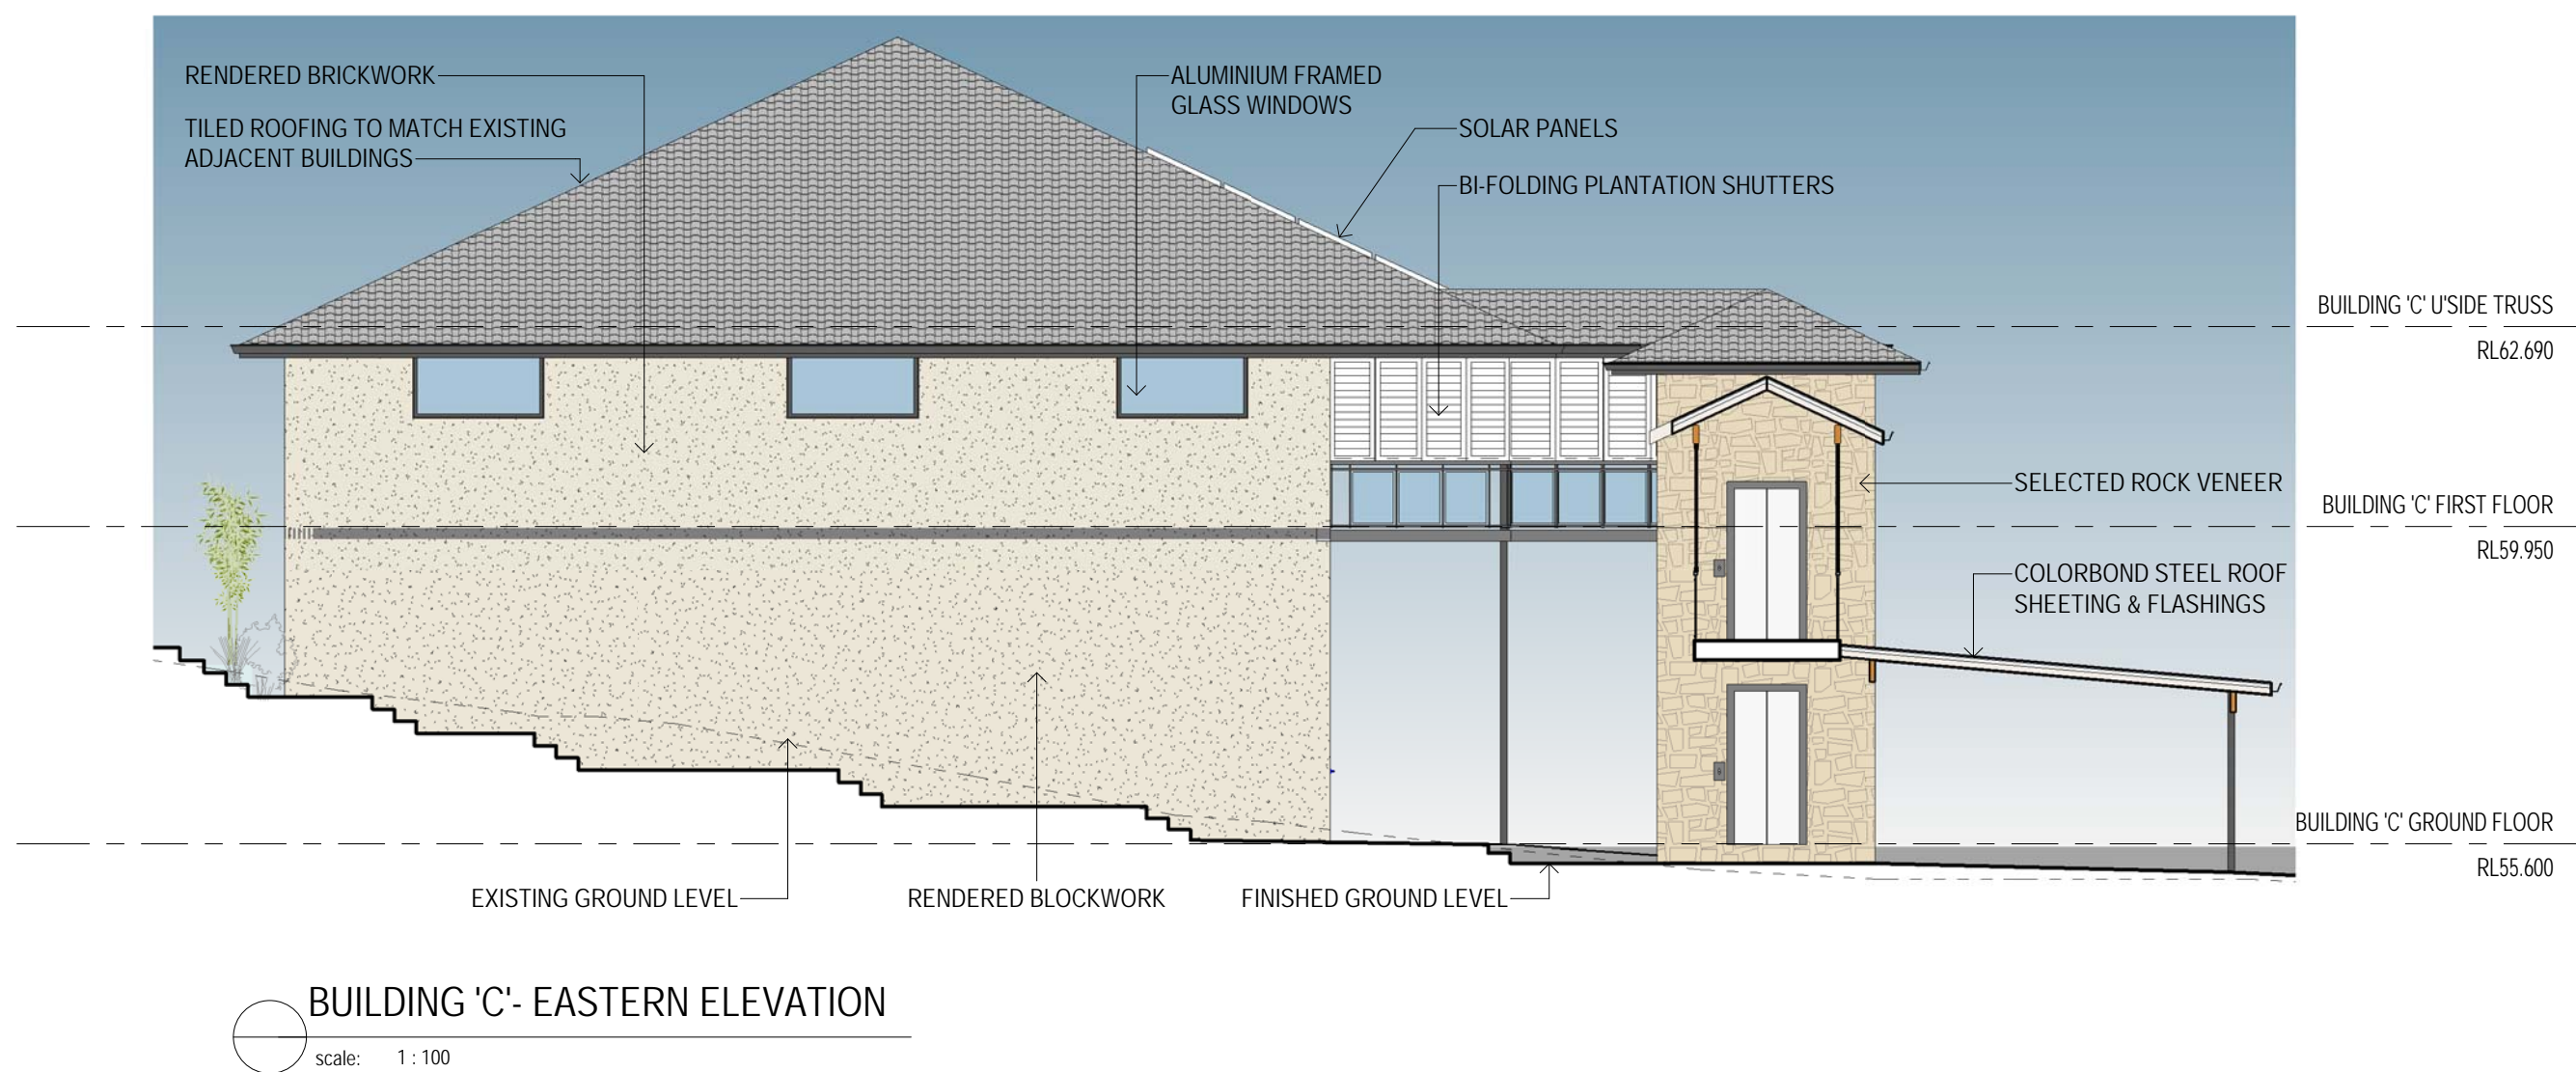 RENDERED BRICKWORK
TILED ROOFING TO MATCH EXISTING
ADJACENT BUILDINGS
ALUMINIUM FRAMED
GLASS WINDOWS
SOLAR PANELS
BI-FOLDING PLANTATION SHUTTERS
BUILDING 'C' U'SIDE TRUSS
RL62.690
SELECTED ROCK VENEER
BUILDING 'C' FIRST FLOOR
RL59.950
COLORBOND STEEL ROOF
SHEETING & FLASHINGS
BUILDING 'C' GROUND FLOOR
RL55.600
EXISTING GROUND LEVEL
RENDERED BLOCKWORK
FINISHED GROUND LEVEL
BUILDING 'C'- EASTERN ELEVATION
scale: 1 : 100